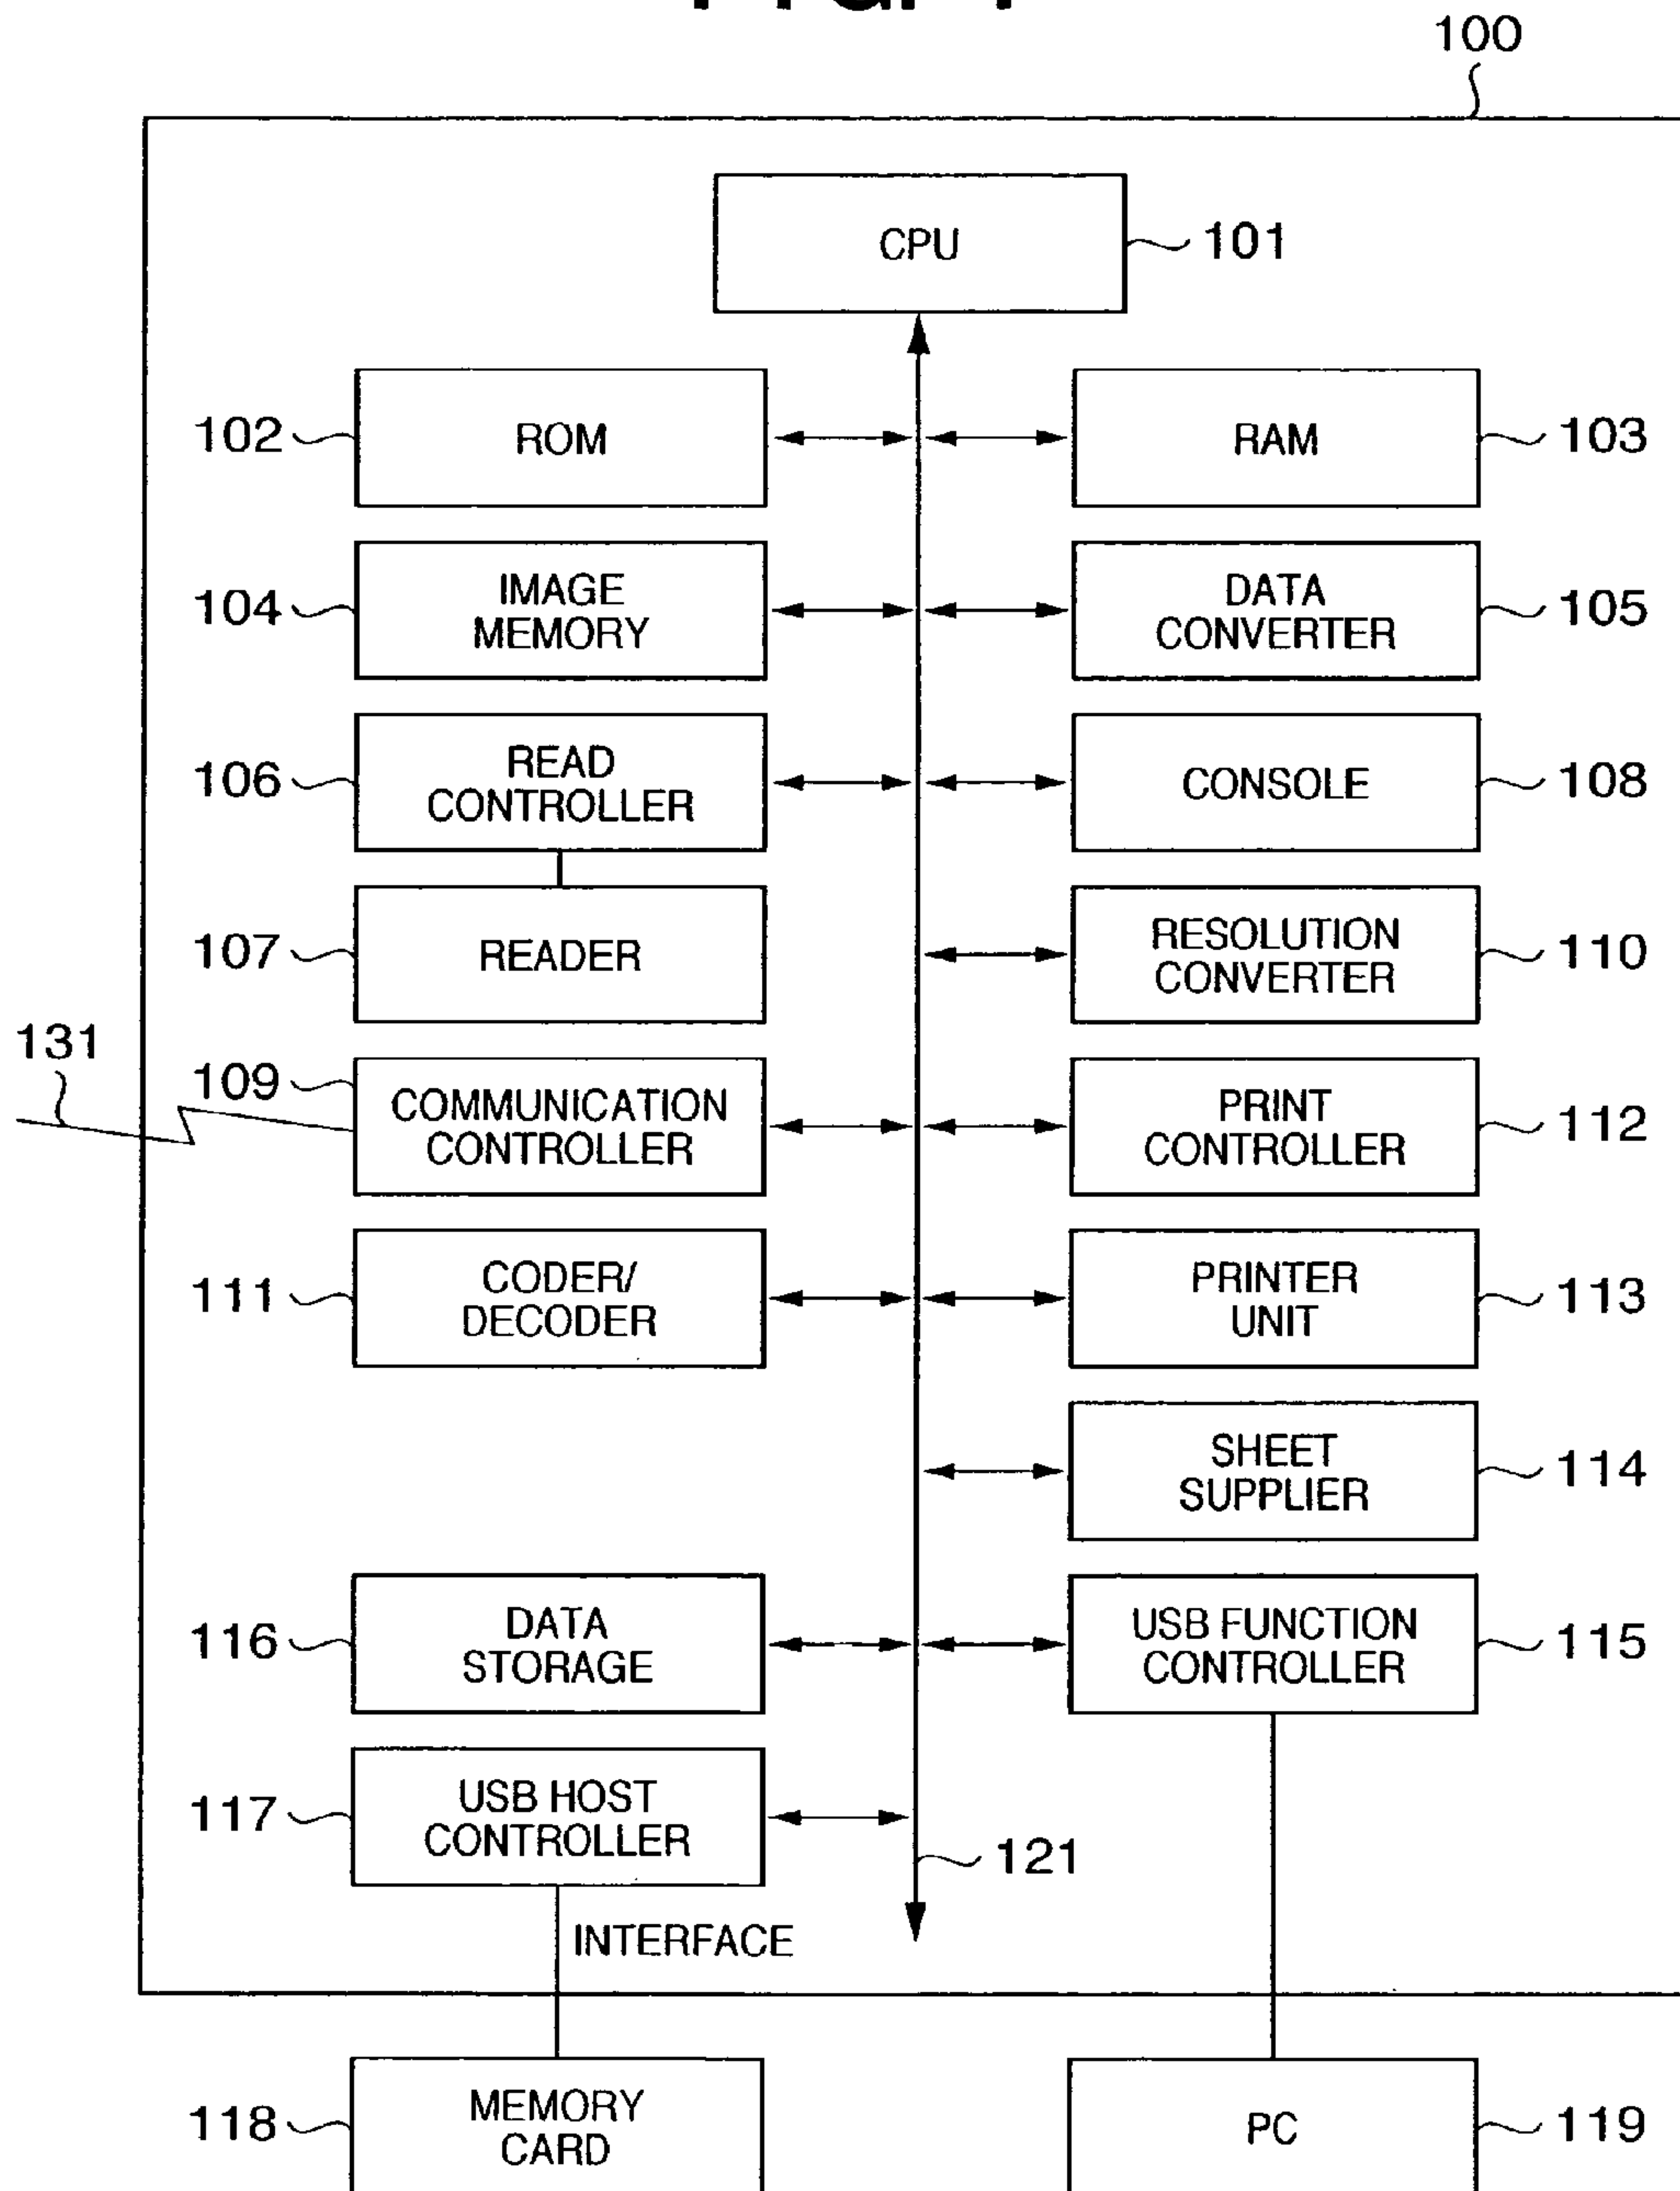 100
CPU
101
102
ROM
RAM
103
104
IMAGE
MEMORY
DATA
CONVERTER
105
106
READ
CONTROLLER
CONSOLE
108
107
READER
RESOLUTION
CONVERTER
110
131
109
COMMUNICATION
CONTROLLER
PRINT
CONTROLLER
112
111
CODER/
DECODER
PRINTER
UNIT
113
SHEET
SUPPLIER
114
116
DATA
STORAGE
USB FUNCTION
CONTROLLER
115
117
USB HOST
CONTROLLER
121
INTERFACE
118
MEMORY
CARD
PC
119